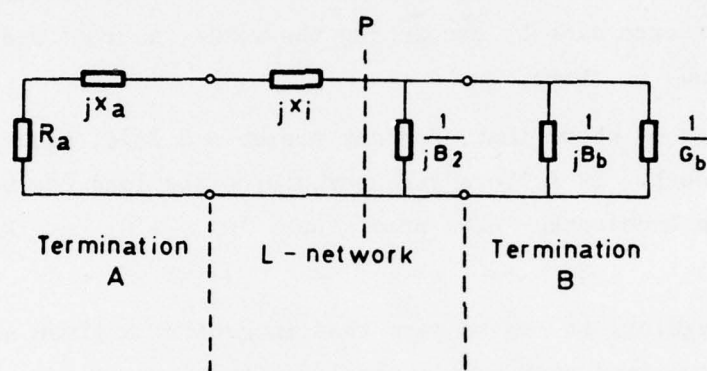 P
jxa
jxi
Ra
1
jB2
1
jBb
1
Gb
Termination
A
L - network
Termination
B